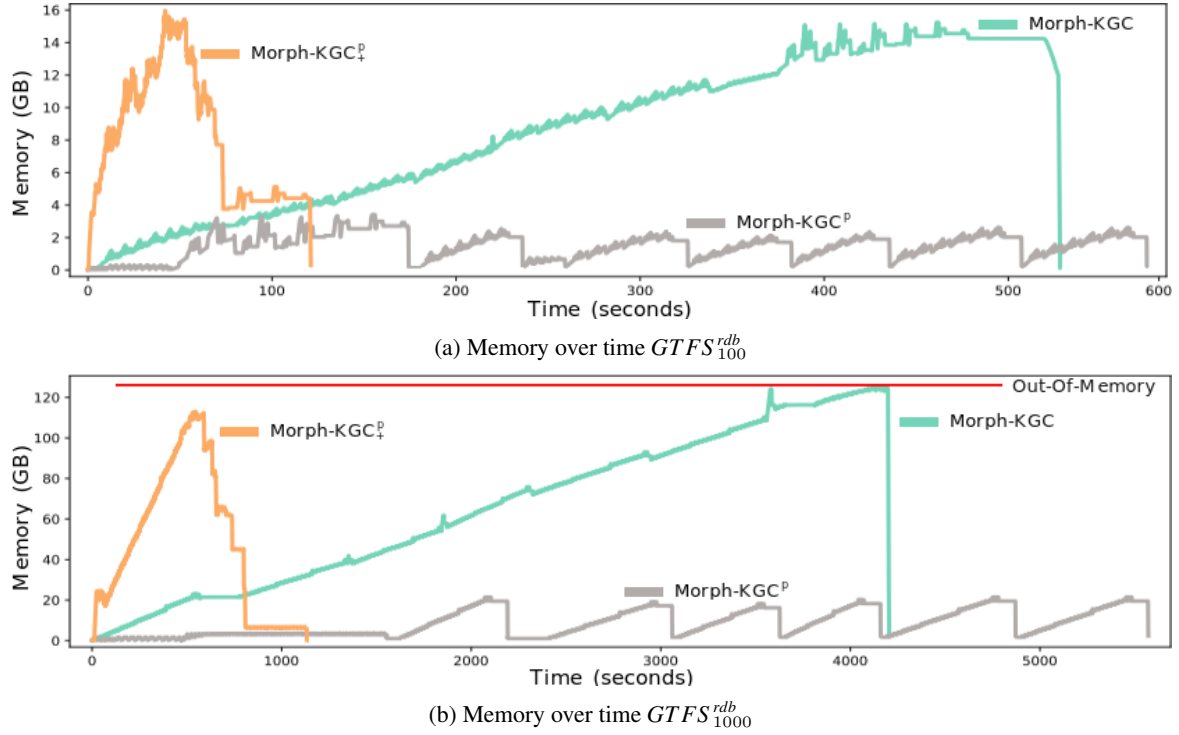 16
14
12
10
8
6
4
2
0
Memory (GB)
Morph-KGC₊ᵖ
Morph-KGC
Morph-KGCᵖ
0 100 200 300 400 500 600
Time (seconds)
(a) Memory over time GTFS₁₀₀ʳᵈᵇ
120
100
80
60
40
20
0
Memory (GB)
Out-Of-Memory
Morph-KGC₊ᵖ
Morph-KGC
Morph-KGCᵖ
0 1000 2000 3000 4000 5000
Time (seconds)
(b) Memory over time GTFS₁₀₀₀ʳᵈᵇ